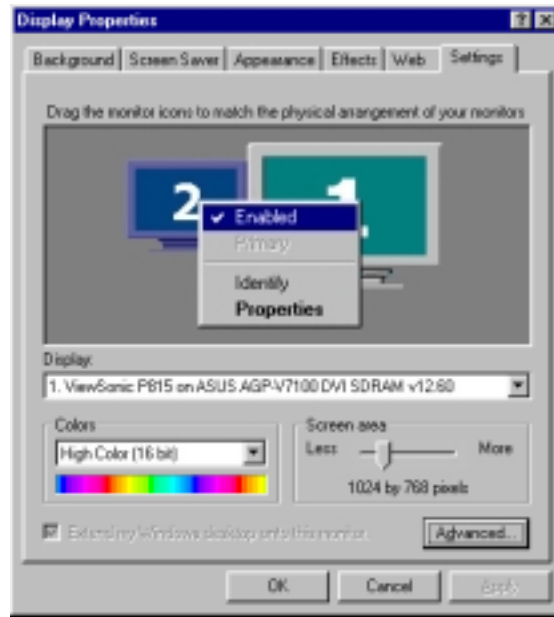 Display Properties
Background Screen Saver Appearance Effects Web Settings
Drag the monitor icons to match the physical arrangement of your monitors
2 1
Enabled
Primary
Identify
Properties
Display:
1. ViewSonic P815 on ASUS AGP-V7100 DVI SDRAM v12.60
Colors
High Color (16 bit)
Screen area
Less More
1024 by 768 pixels
Extend my Windows desktop onto this monitor.
Advanced...
OK Cancel Apply